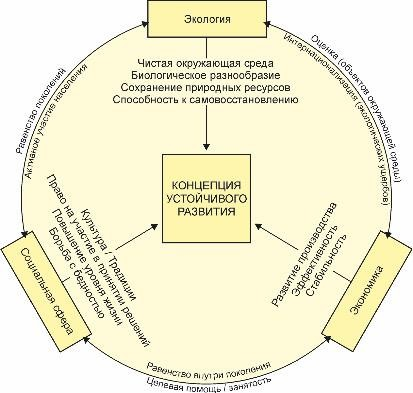 Экология
Чистая окружающая среда
Биологическое разнообразие
Сохранение природных ресурсов
Способность к самовосстановлению
Равенство поколений
Активное участие населения
Оценка (объектов окружающей среды)
Интернационализация (экологических ущербов)
КОНЦЕПЦИЯ
УСТОЙЧИВОГО
РАЗВИТИЯ
Культура / Традиции
Право на участие в принятии решений
Повышение уровня жизни
Борьба с бедностью
Социальная сфера
Развитие производства
Эффективность
Стабильность
Экономика
Равенство внутри поколения
Целевая помощь / занятость